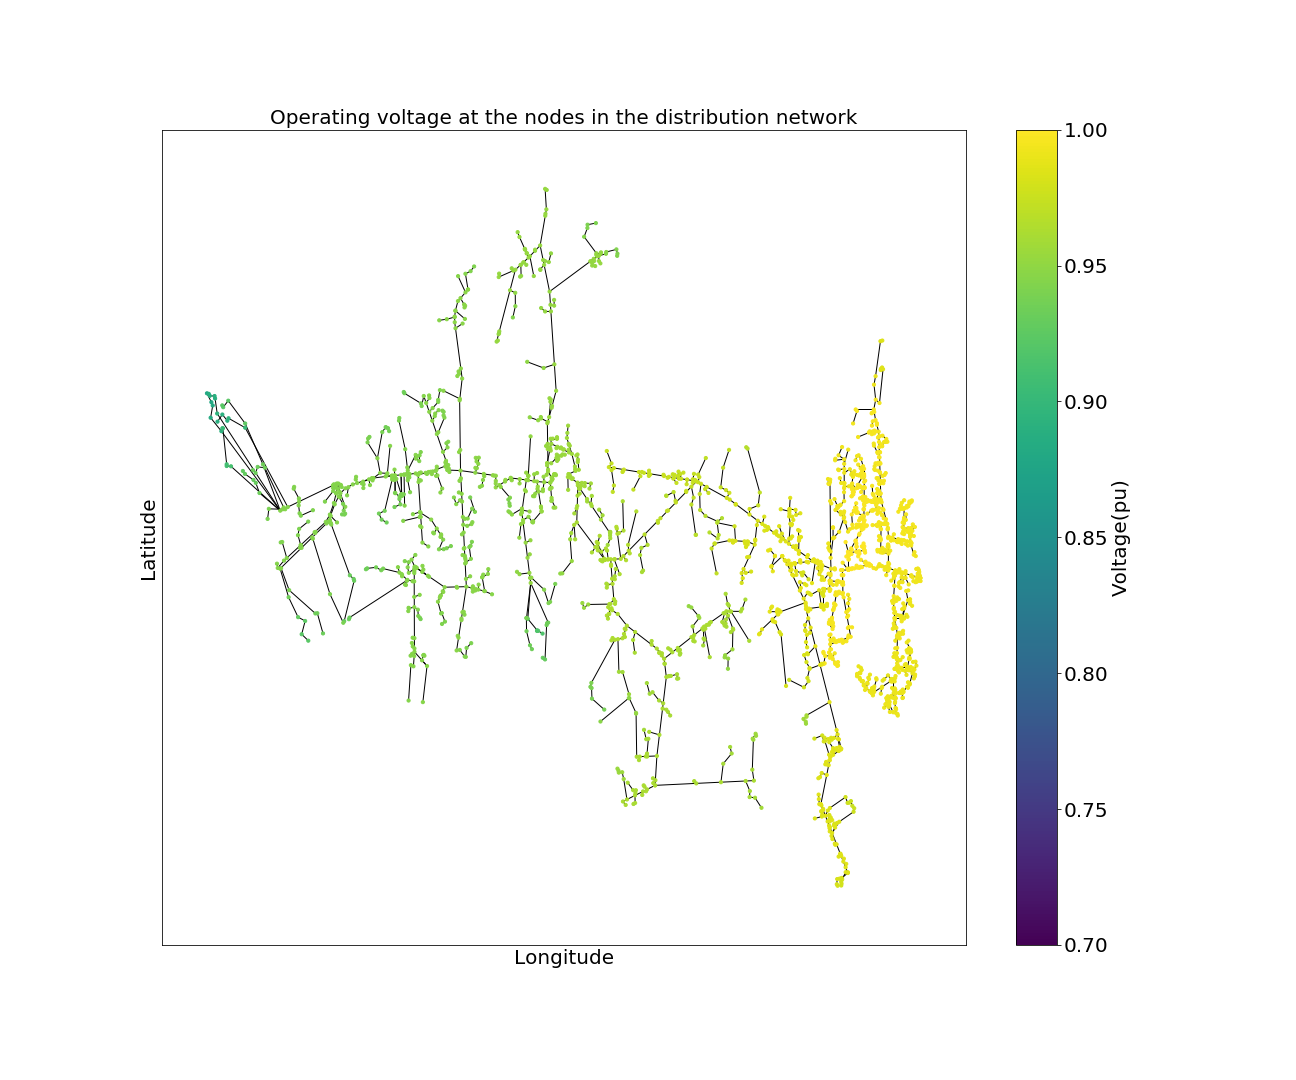 Operating voltage at the nodes in the distribution network
Latitude
Longitude
1.00
0.95
0.90
0.85
0.80
0.75
0.70
Voltage(pu)